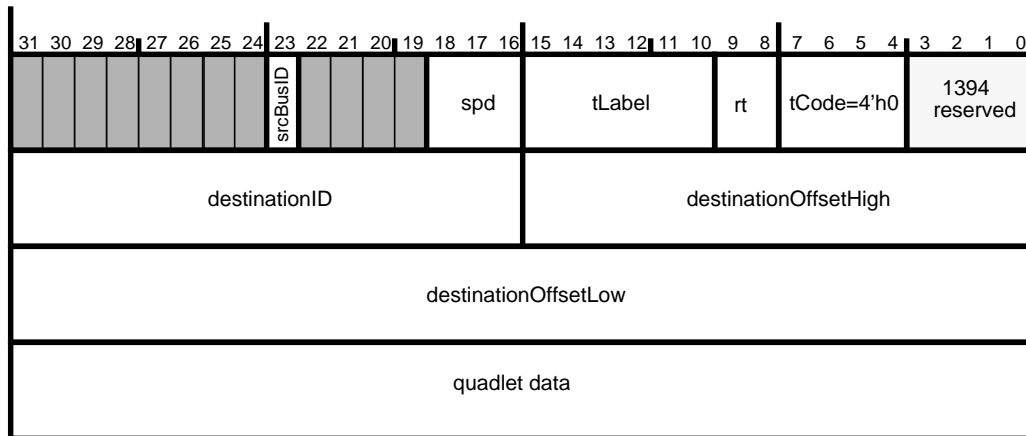 31 30 29 28 27 26 25 24 23 22 21 20 19 18 17 16 15 14 13 12 11 10 9 8 7 6 5 4 3 2 1 0
srcBusID spd tLabel rt tCode=4'h0 1394
reserved
destinationID destinationOffsetHigh
destinationOffsetLow
quadlet data